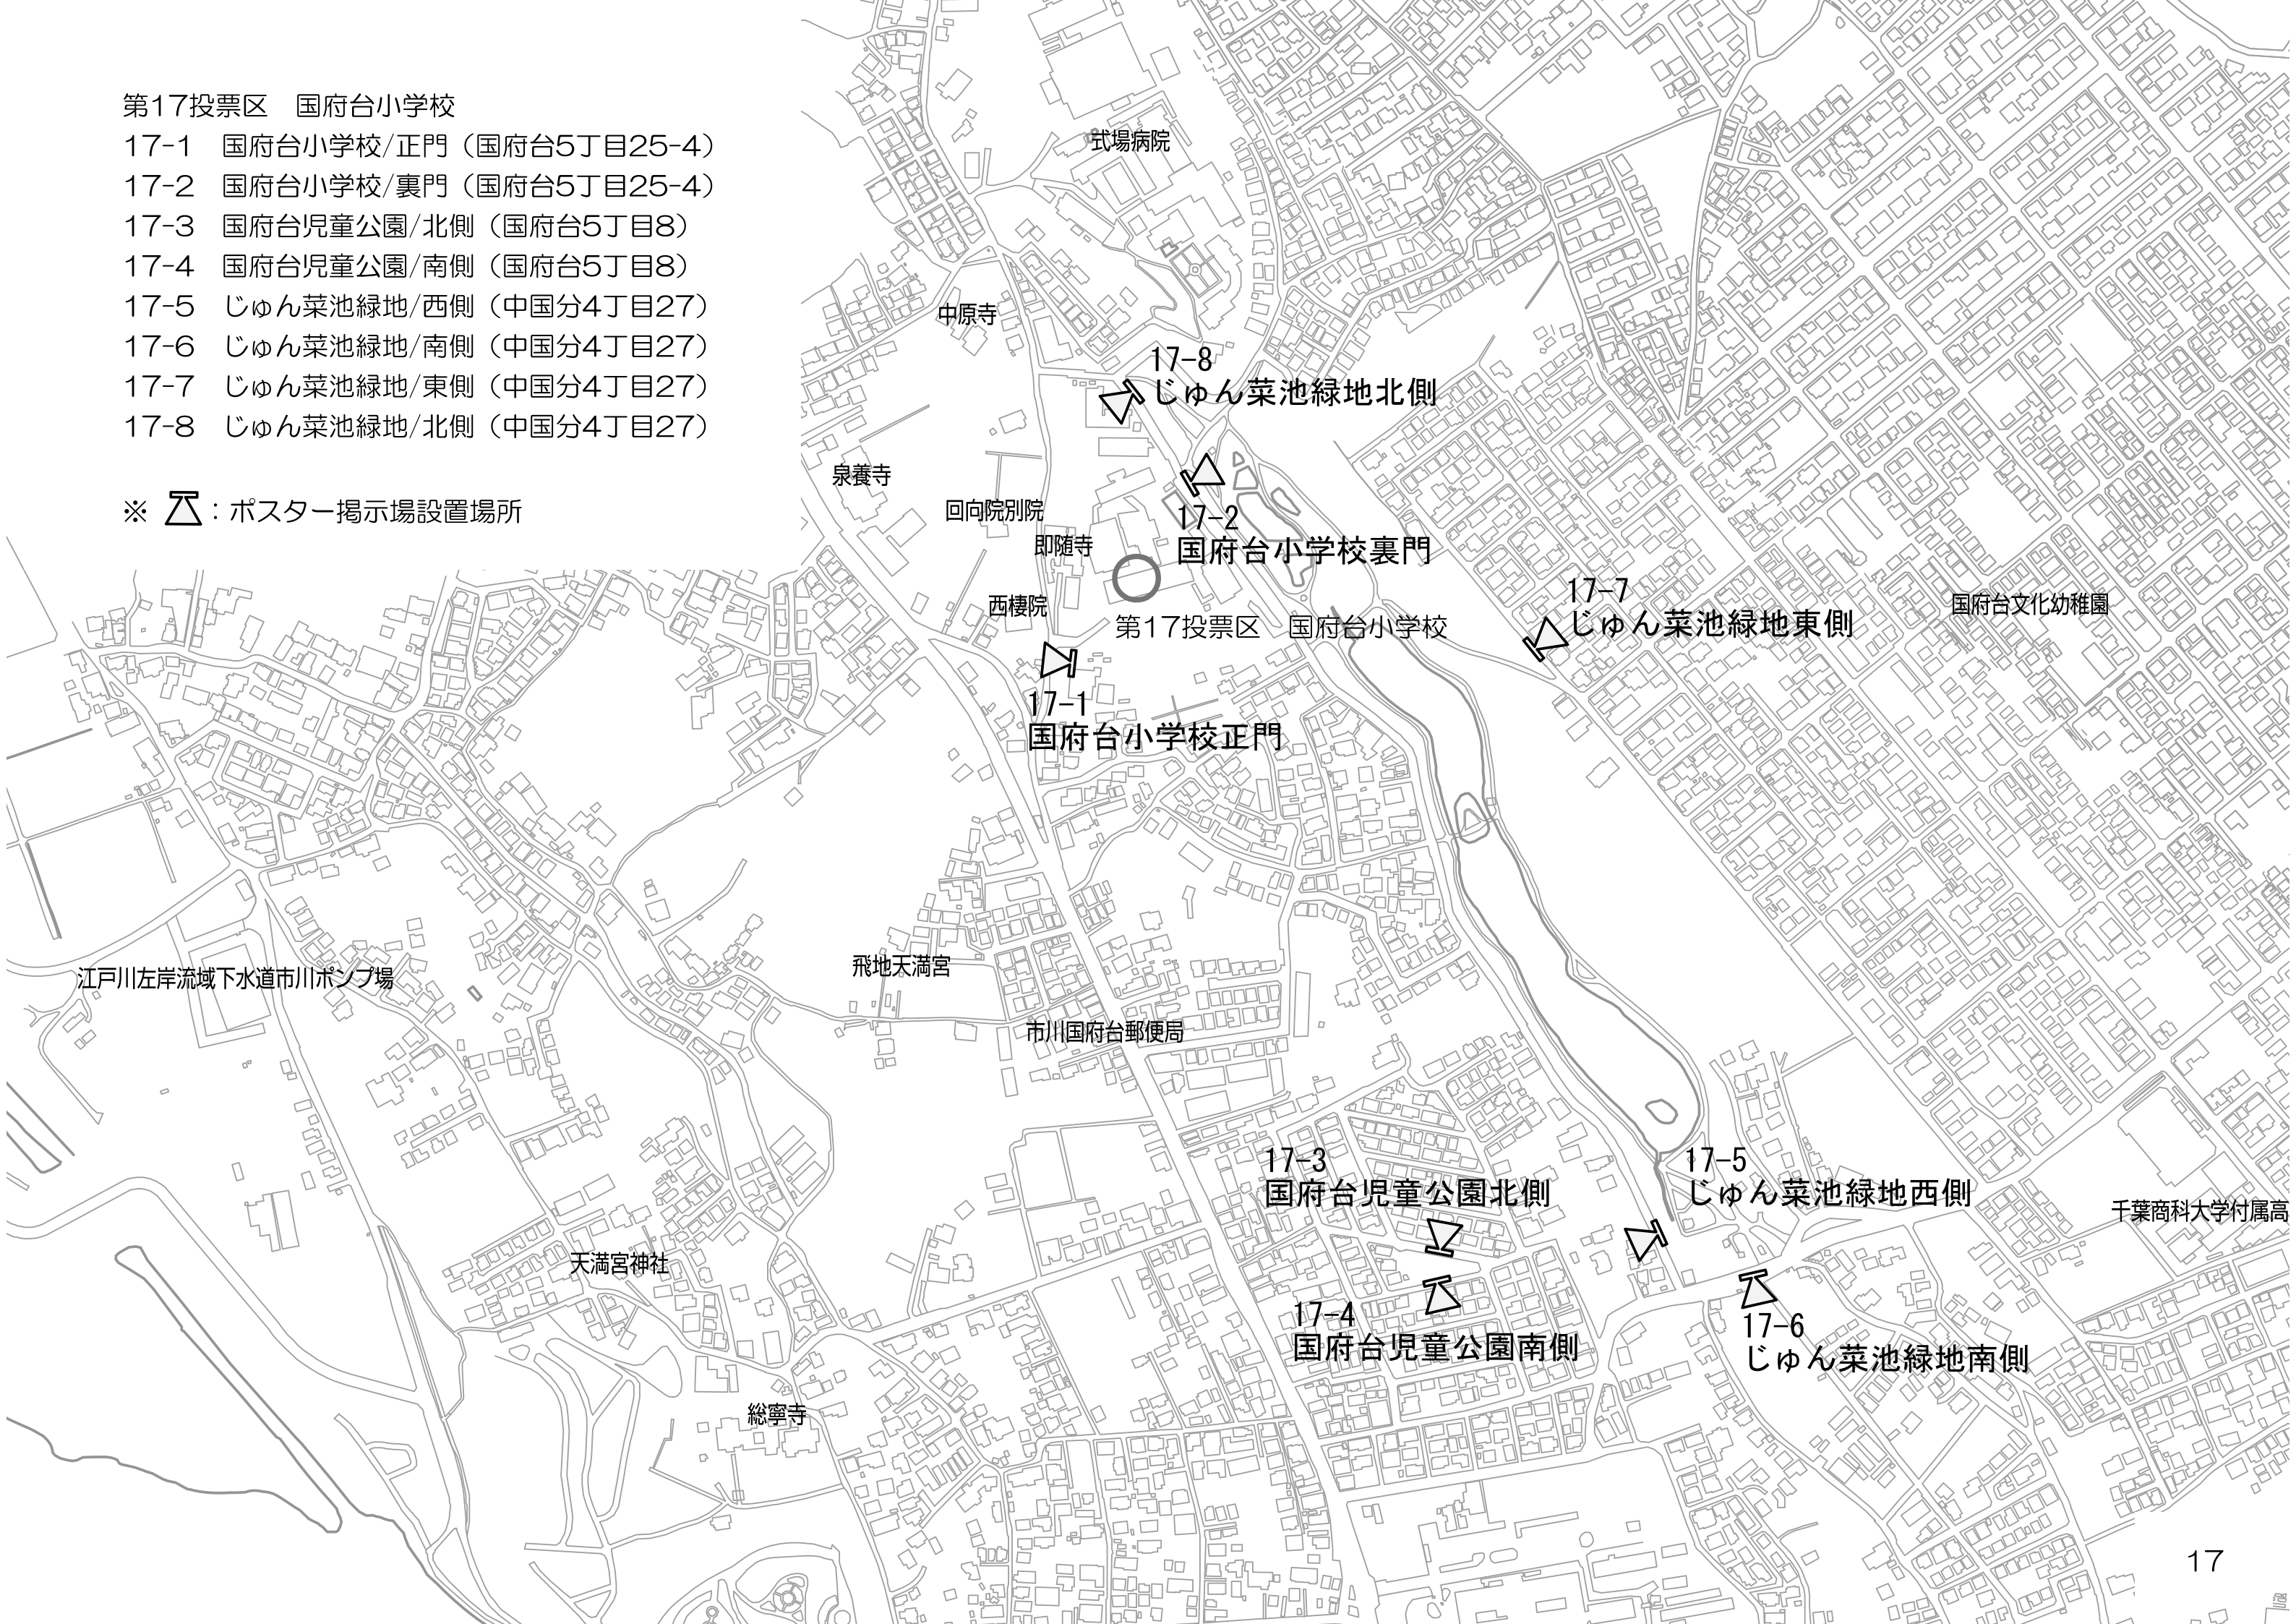 第17投票区　国府台小学校
17-1　国府台小学校/正門（国府台5丁目25-4）
17-2　国府台小学校/裏門（国府台5丁目25-4）
17-3　国府台児童公園/北側（国府台5丁目8）
17-4　国府台児童公園/南側（国府台5丁目8）
17-5　じゅん菜池緑地/西側（中国分4丁目27）
17-6　じゅん菜池緑地/南側（中国分4丁目27）
17-7　じゅん菜池緑地/東側（中国分4丁目27）
17-8　じゅん菜池緑地/北側（中国分4丁目27）
※　：ポスター掲示場設置場所
式場病院
中原寺
17-8
じゅん菜池緑地北側
泉養寺
回向院別院
即随寺
17-2
国府台小学校裏門
西棲院
第17投票区　国府台小学校
17-7
じゅん菜池緑地東側
国府台文化幼稚園
17-1
国府台小学校正門
江戸川左岸流域下水道市川ポンプ場
飛地天満宮
市川国府台郵便局
17-3
国府台児童公園北側
17-5
じゅん菜池緑地西側
千葉商科大学付属高
天満宮神社
17-4
国府台児童公園南側
17-6
じゅん菜池緑地南側
総寧寺
17